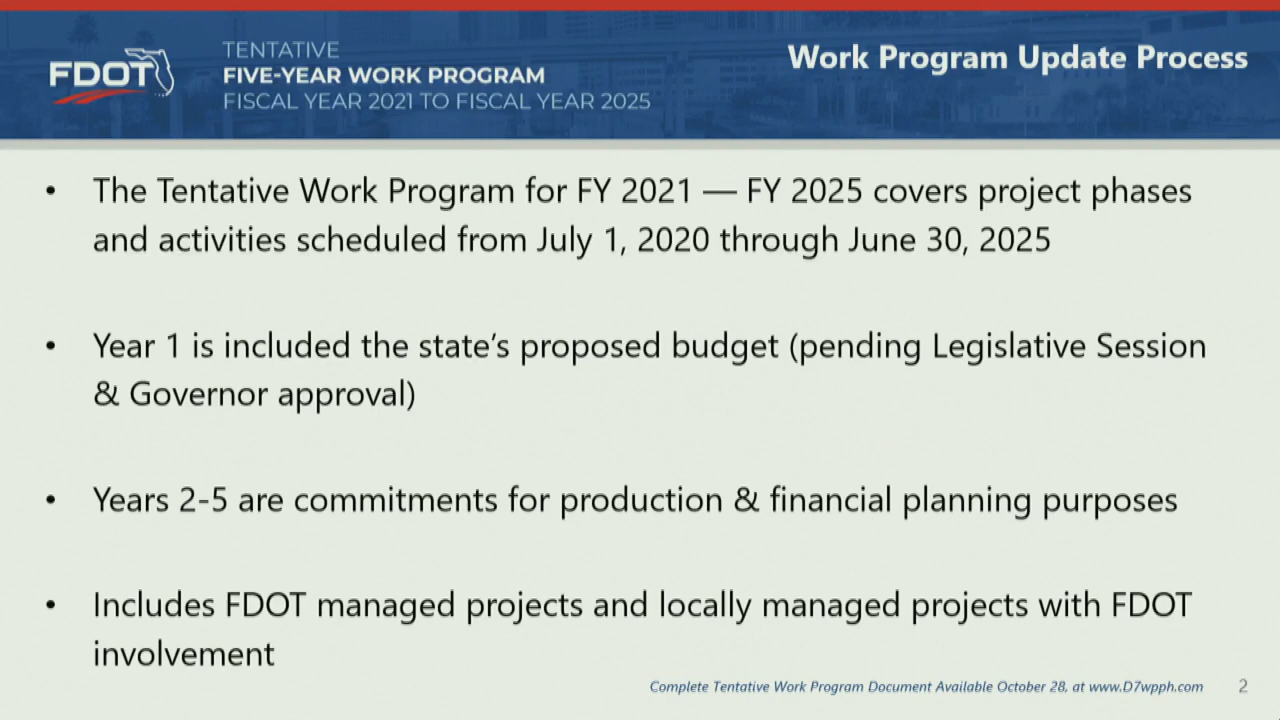 FDOT
TENTATIVE
FIVE-YEAR WORK PROGRAM
FISCAL YEAR 2021 TO FISCAL YEAR 2025
Work Program Update Process
• The Tentative Work Program for FY 2021 — FY 2025 covers project phases
and activities scheduled from July 1, 2020 through June 30, 2025
• Year 1 is included the state’s proposed budget (pending Legislative Session
& Governor approval)
• Years 2-5 are commitments for production & financial planning purposes
• Includes FDOT managed projects and locally managed projects with FDOT
involvement
Complete Tentative Work Program Document Available October 28, at www.D7wpph.com
2